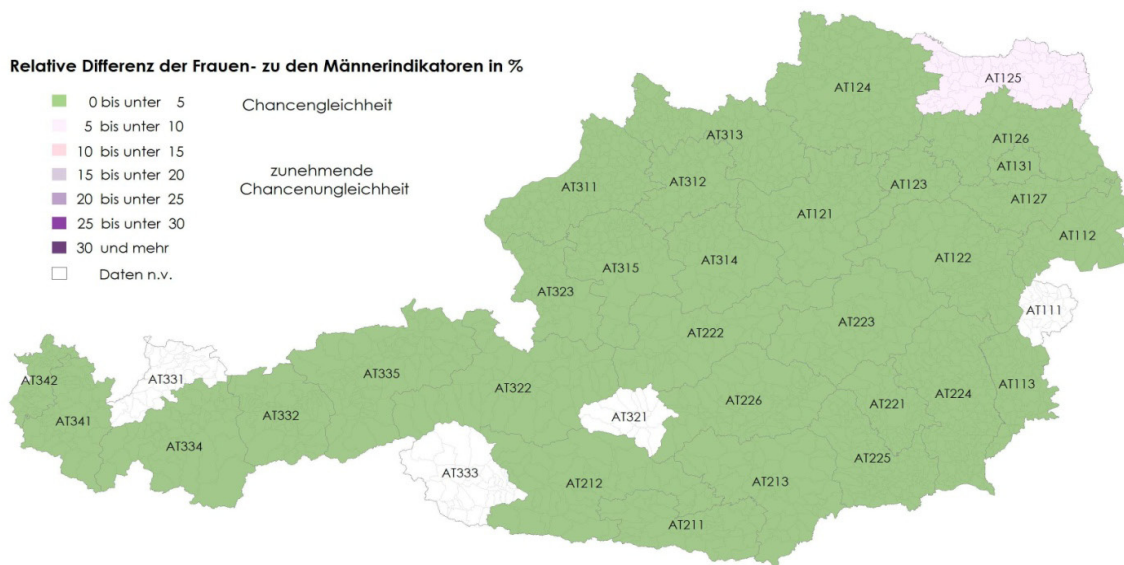 Relative Differenz der Frauen- zu den Männerindikatoren in %
0 bis unter 5
Chancengleichheit
5 bis unter 10
10 bis unter 15
15 bis unter 20
zunehmende
Chancenungleichheit
20 bis unter 25
25 bis unter 30
30 und mehr
Daten n.v.
AT125
AT124
AT313
AT126
AT131
AT311
AT312
AT123
AT127
AT121
AT112
AT315
AT314
AT122
AT323
AT111
AT223
AT222
AT342
AT331
AT335
AT322
AT113
AT341
AT332
AT321
AT226
AT221
AT224
AT334
AT333
AT225
AT212
AT213
AT211